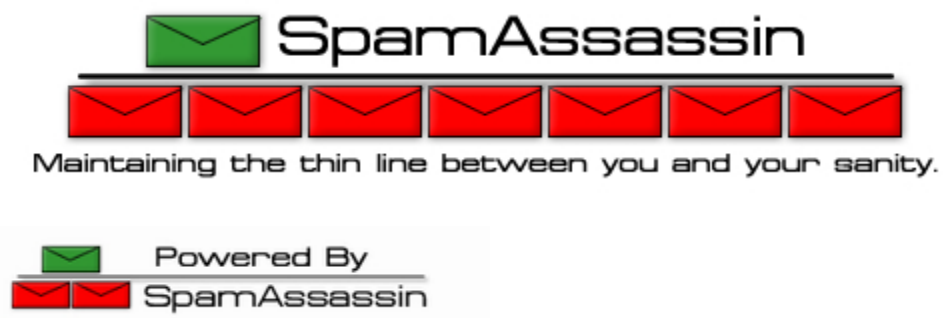 SpamAssassin
Maintaining the thin line between you and your sanity.
Powered By
SpamAssassin